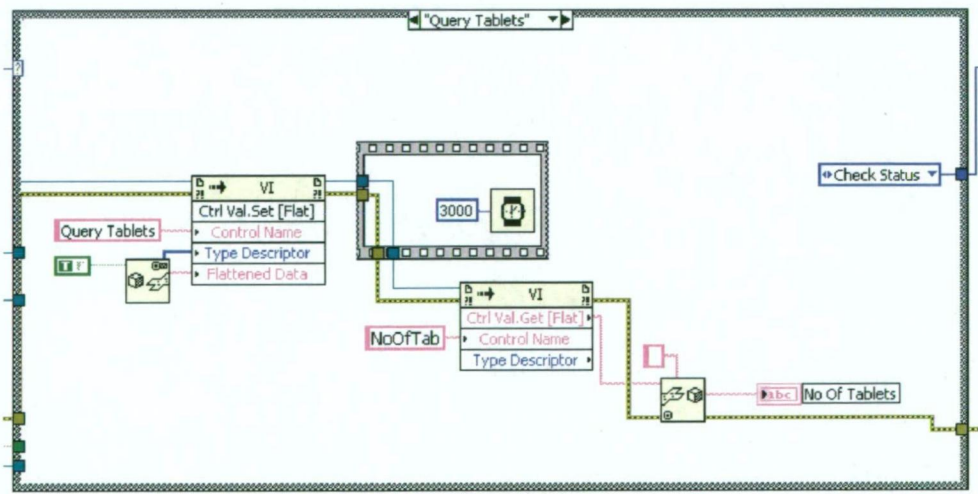 "Query Tablets"
?
Check Status
VI
Ctrl Val.Set [Flat]
Query Tablets
Control Name
Type Descriptor
T F
Flattened Data
3000
VI
Ctrl Val.Get [Flat]
NoOfTab
Control Name
Type Descriptor
abc
No Of Tablets